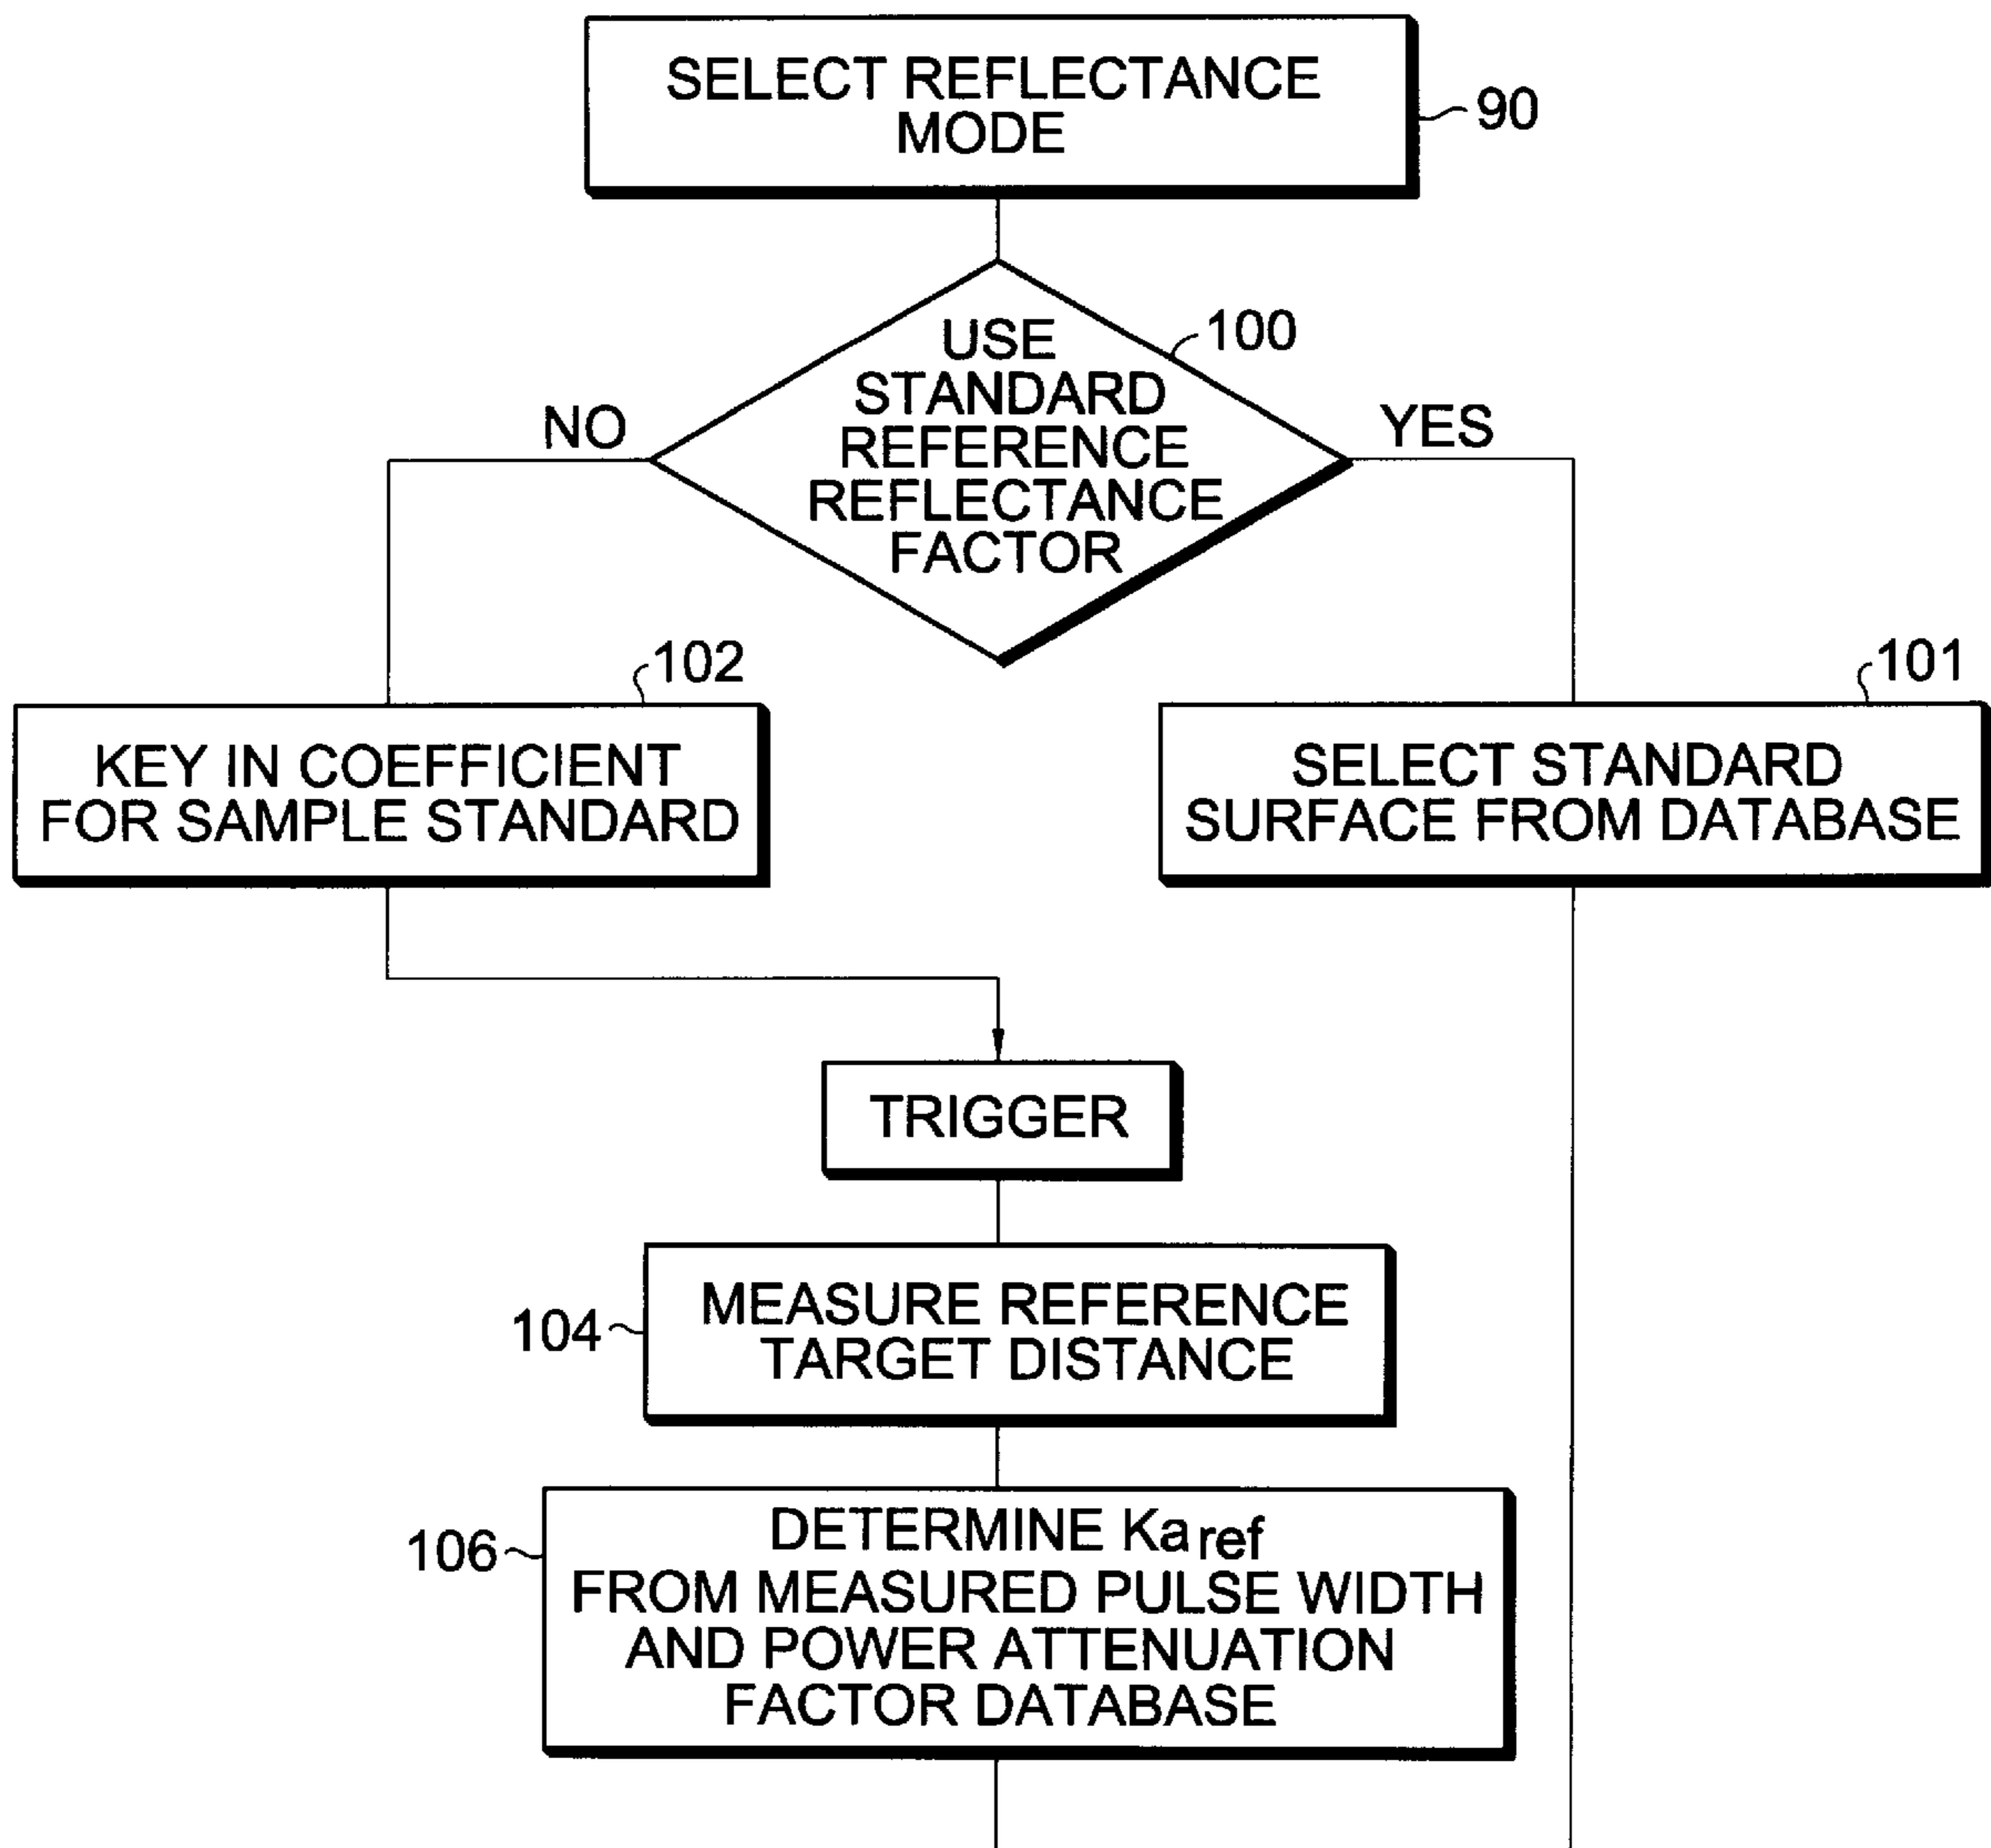 SELECT REFLECTANCE
MODE
90
USE
STANDARD
REFERENCE
REFLECTANCE
FACTOR
100
NO
YES
102
KEY IN COEFFICIENT
FOR SAMPLE STANDARD
101
SELECT STANDARD
SURFACE FROM DATABASE
TRIGGER
104
MEASURE REFERENCE
TARGET DISTANCE
106
DETERMINE Karef
FROM MEASURED PULSE WIDTH
AND POWER ATTENUATION
FACTOR DATABASE